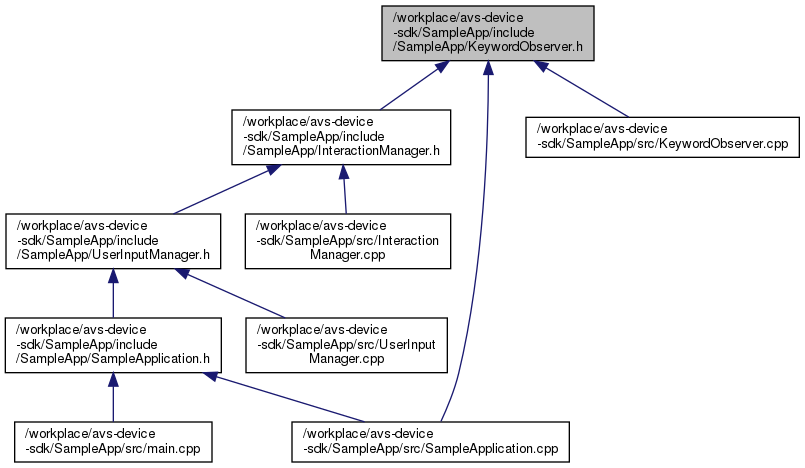 /workplace/avs-device
-sdk/SampleApp/include
/SampleApp/KeywordObserver.h
/workplace/avs-device
-sdk/SampleApp/include
/SampleApp/InteractionManager.h
/workplace/avs-device
-sdk/SampleApp/src/KeywordObserver.cpp
/workplace/avs-device
-sdk/SampleApp/include
/SampleApp/UserInputManager.h
/workplace/avs-device
-sdk/SampleApp/src/Interaction
Manager.cpp
/workplace/avs-device
-sdk/SampleApp/include
/SampleApp/SampleApplication.h
/workplace/avs-device
-sdk/SampleApp/src/UserInput
Manager.cpp
/workplace/avs-device
-sdk/SampleApp/src/main.cpp
/workplace/avs-device
-sdk/SampleApp/src/SampleApplication.cpp